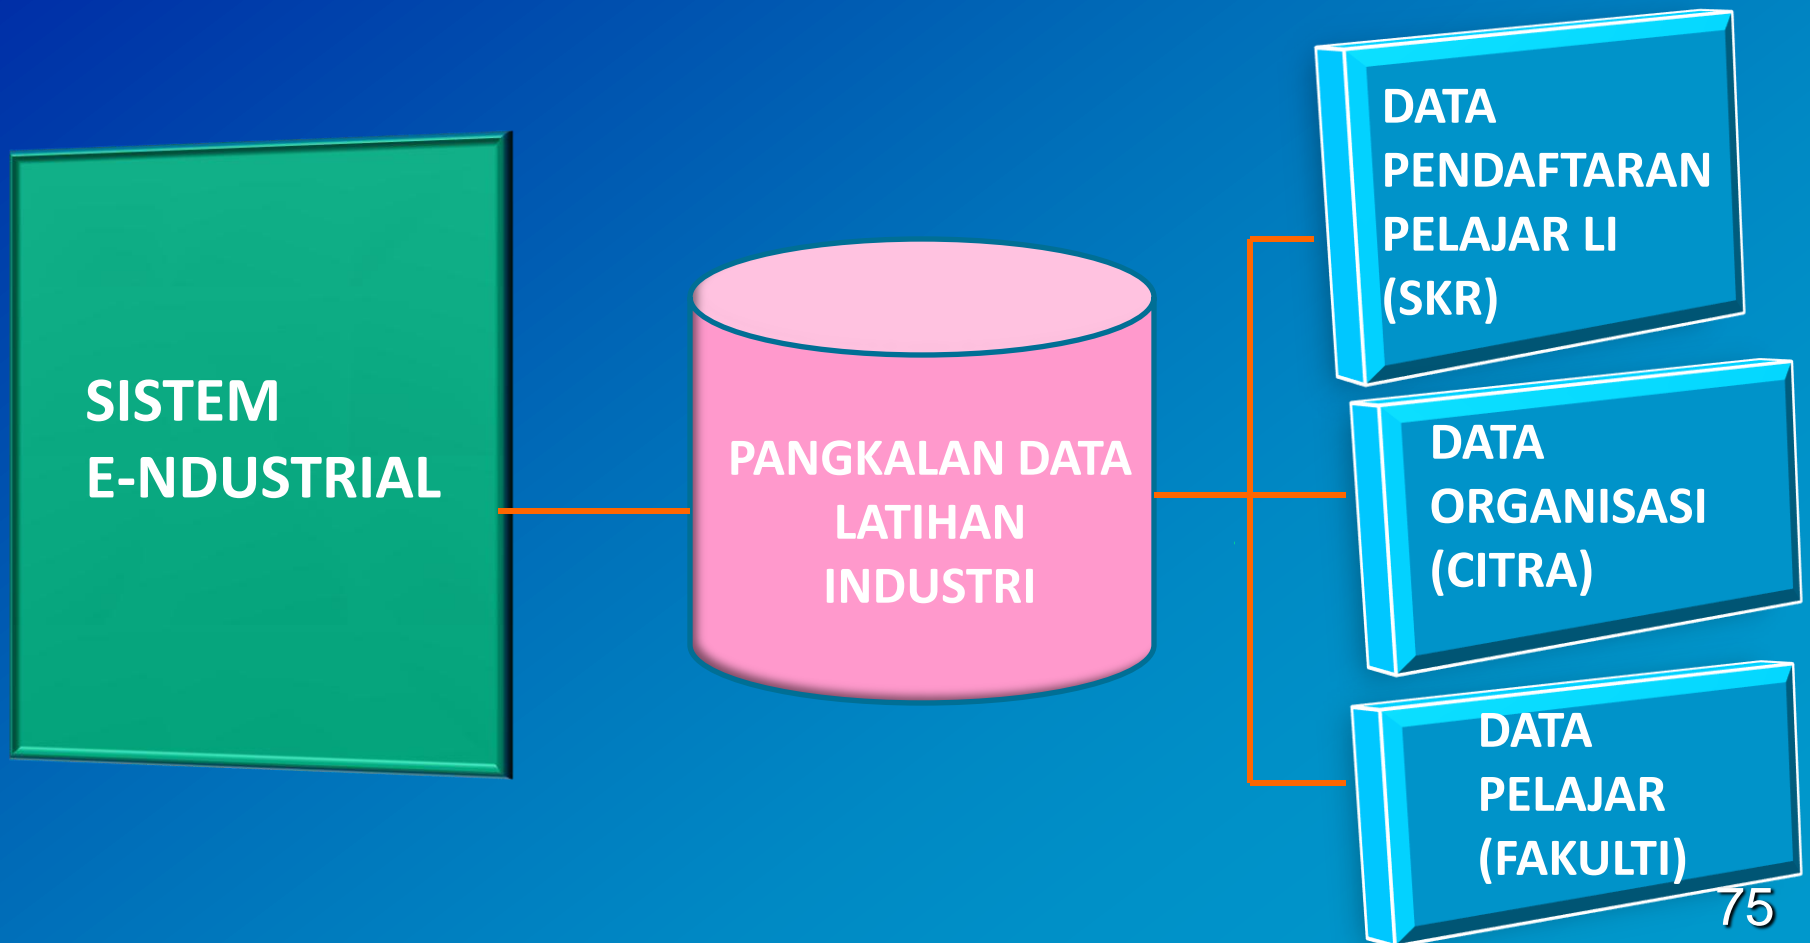 SISTEM
E-NDUSTRIAL
PANGKALAN DATA
LATIHAN
INDUSTRI
DATA
PENDAFTARAN
PELAJAR LI
(SKR)
DATA
ORGANISASI
(CITRA)
DATA
PELAJAR
(FAKULTI)
75